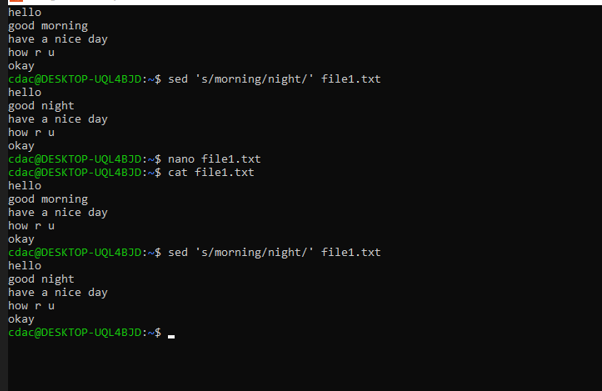 hello
good morning
have a nice day
how r u
okay
cdac@DESKTOP-UQL4BJD:~$ sed 's/morning/night/' file1.txt
hello
good night
have a nice day
how r u
okay
cdac@DESKTOP-UQL4BJD:~$ nano file1.txt
cdac@DESKTOP-UQL4BJD:~$ cat file1.txt
hello
good morning
have a nice day
how r u
okay
cdac@DESKTOP-UQL4BJD:~$ sed 's/morning/night/' file1.txt
hello
good night
have a nice day
how r u
okay
cdac@DESKTOP-UQL4BJD:~$